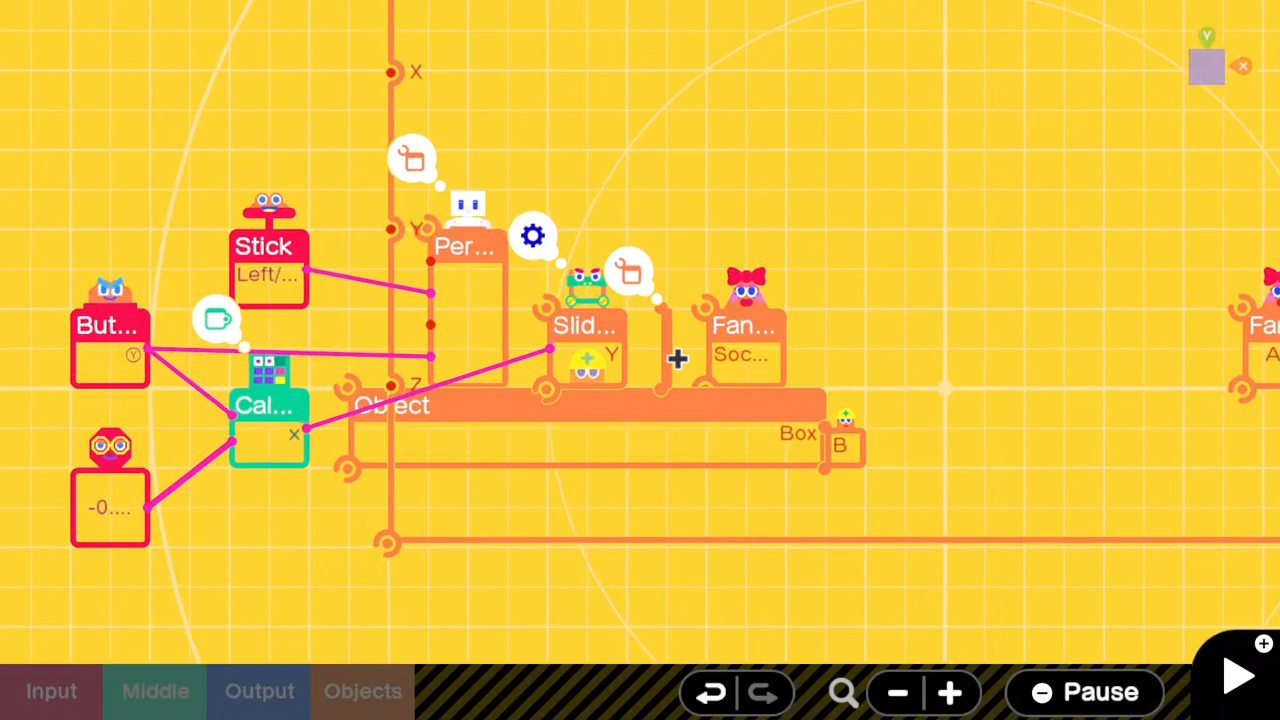 Y
X
X
Y
Per...
Stick
Left/...
But...
Y
Slid...
Y
Fan...
Soc...
Fa
A
Z
Cal...
X
Object
Box
B
-0....
Input
Middle
Output
Objects
Pause